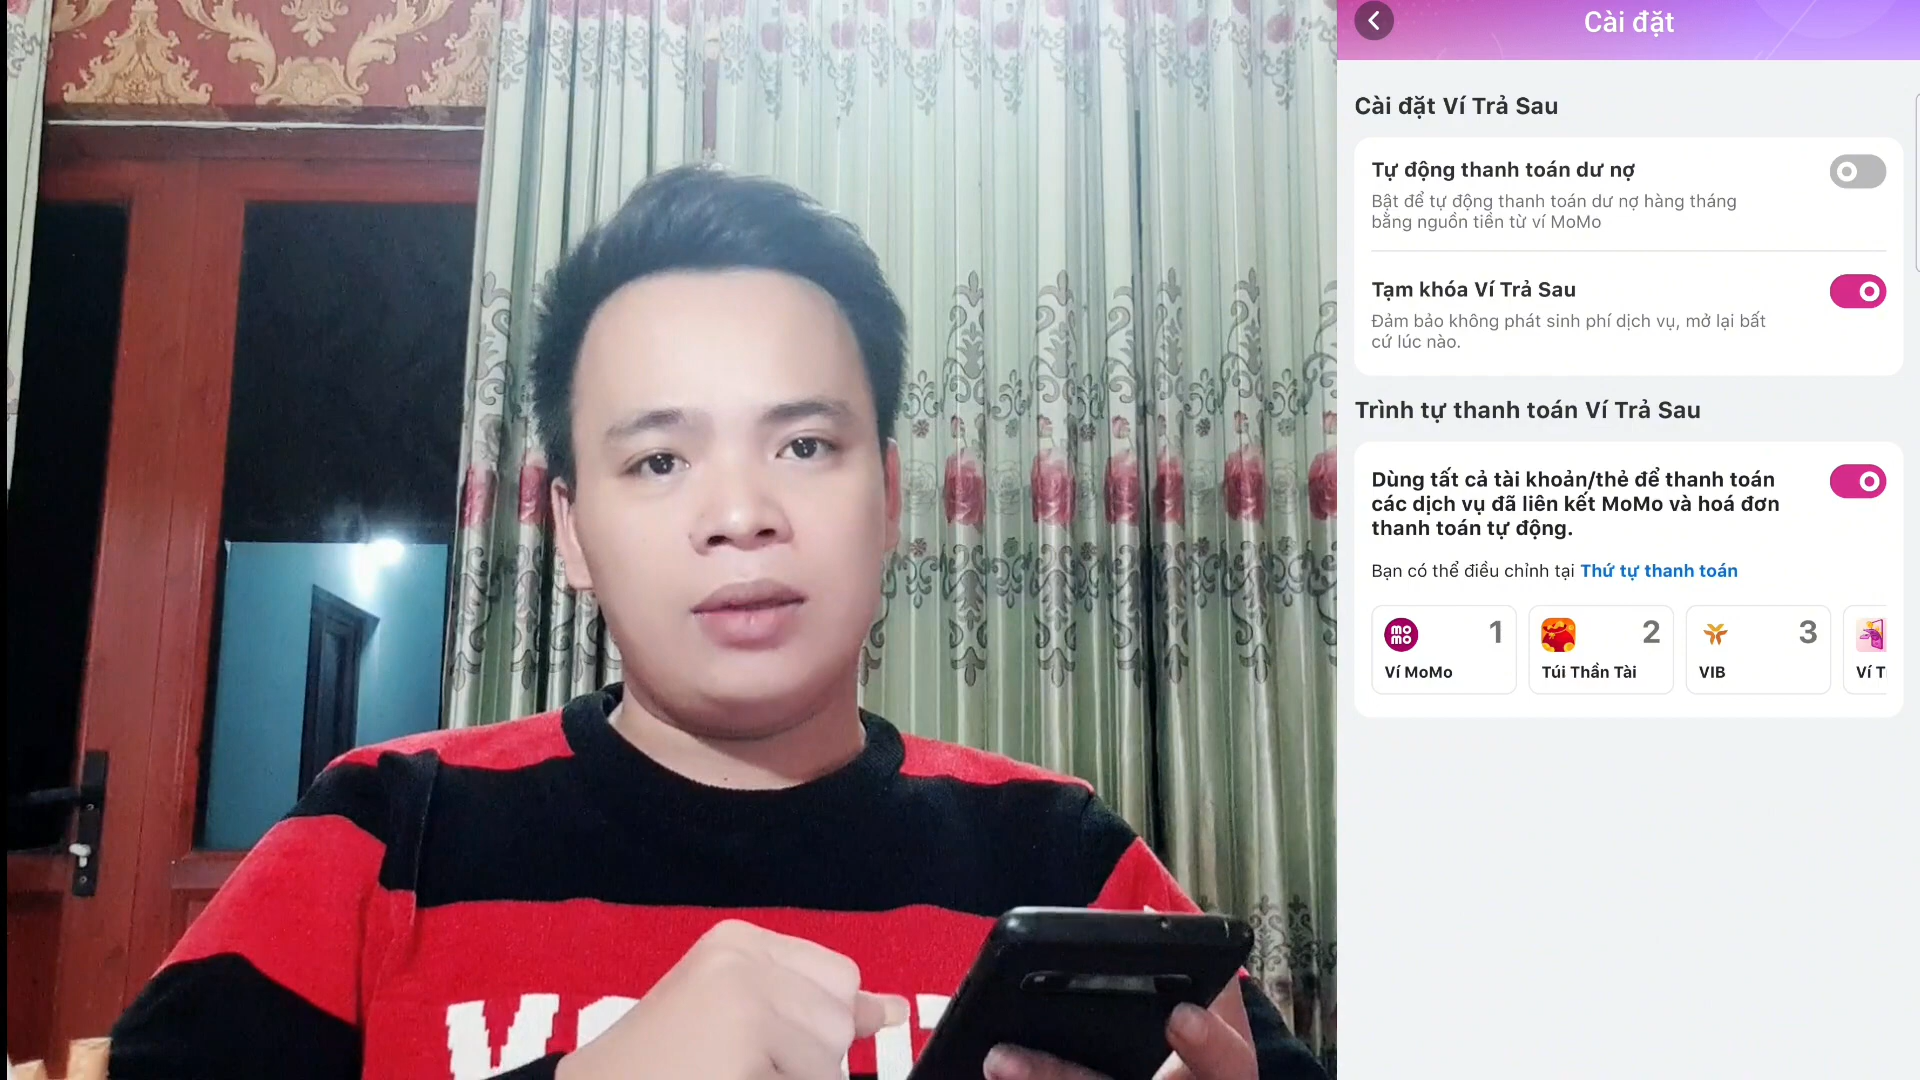 Cài đặt
Cài đặt Ví Trả Sau
Tự động thanh toán dư nợ
Bật để tự động thanh toán dư nợ hàng tháng
bằng nguồn tiền từ ví MoMo
Tạm khóa Ví Trả Sau
Đảm bảo không phát sinh phí dịch vụ, mở lại bất
cứ lúc nào.
Trình tự thanh toán Ví Trả Sau
Dùng tất cả tài khoản/thẻ để thanh toán
các dịch vụ đã liên kết MoMo và hoá đơn
thanh toán tự động.
Bạn có thể điều chỉnh tại Thứ tự thanh toán
mo
mo
1
2
3
Ví MoMo
Túi Thần Tài
VIB
Ví T